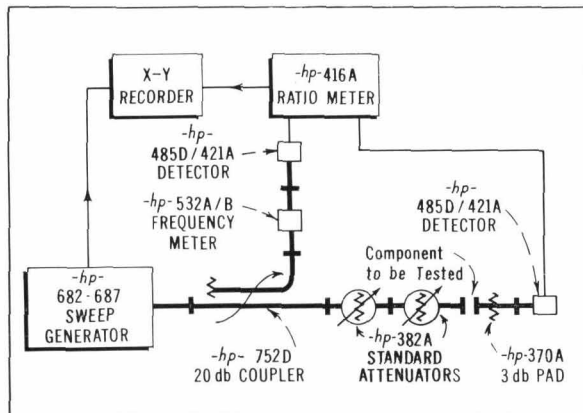 X-Y
RECORDER
-hp- 416A
RATIO METER
-hp-
485D / 421A
DETECTOR
-hp- 532A / B
FREQUENCY
METER
-hp-
485D / 421A
DETECTOR
Component
to be Tested
-hp-
682 - 687
SWEEP
GENERATOR
-hp- 752D
20 db COUPLER
-hp- 382A
STANDARD
ATTENUATORS
-hp- 370A
3 db PAD